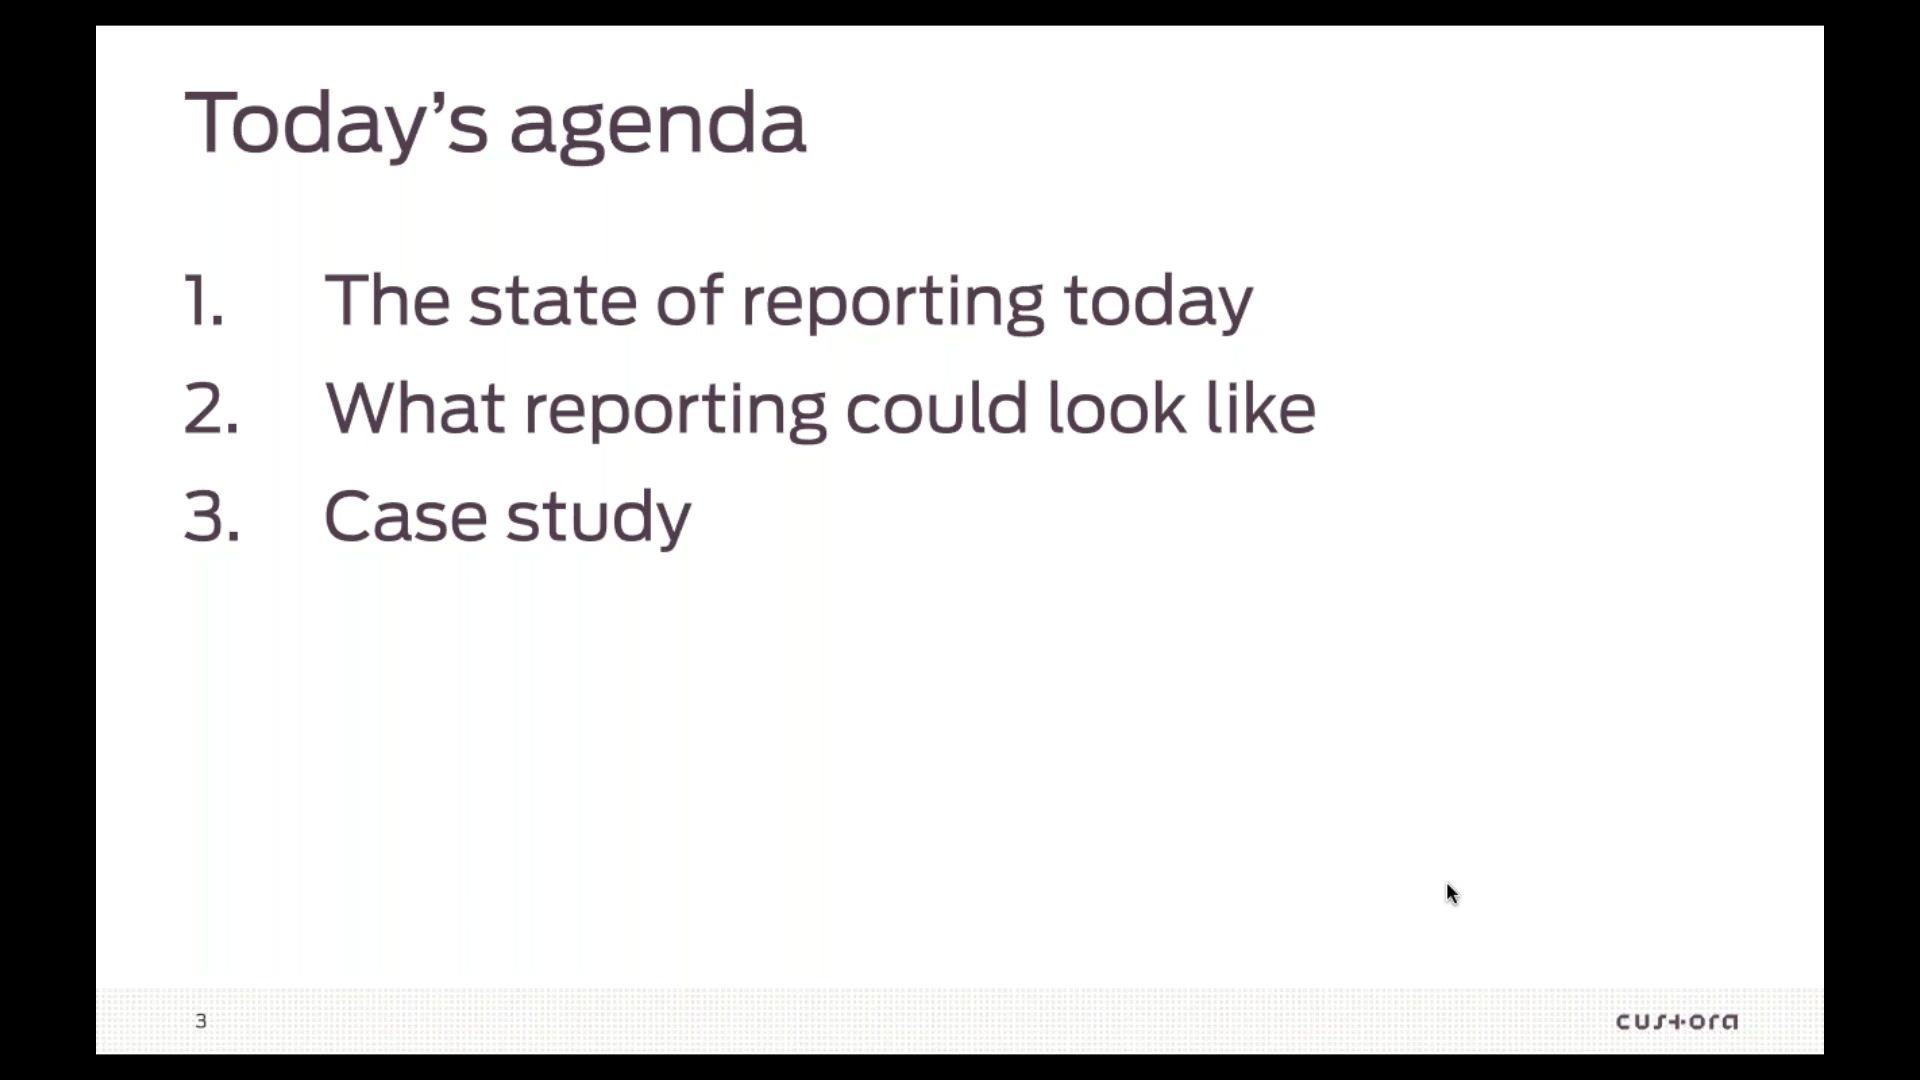 Today’s agenda
1. The state of reporting today
2. What reporting could look like
3. Case study
3
custora